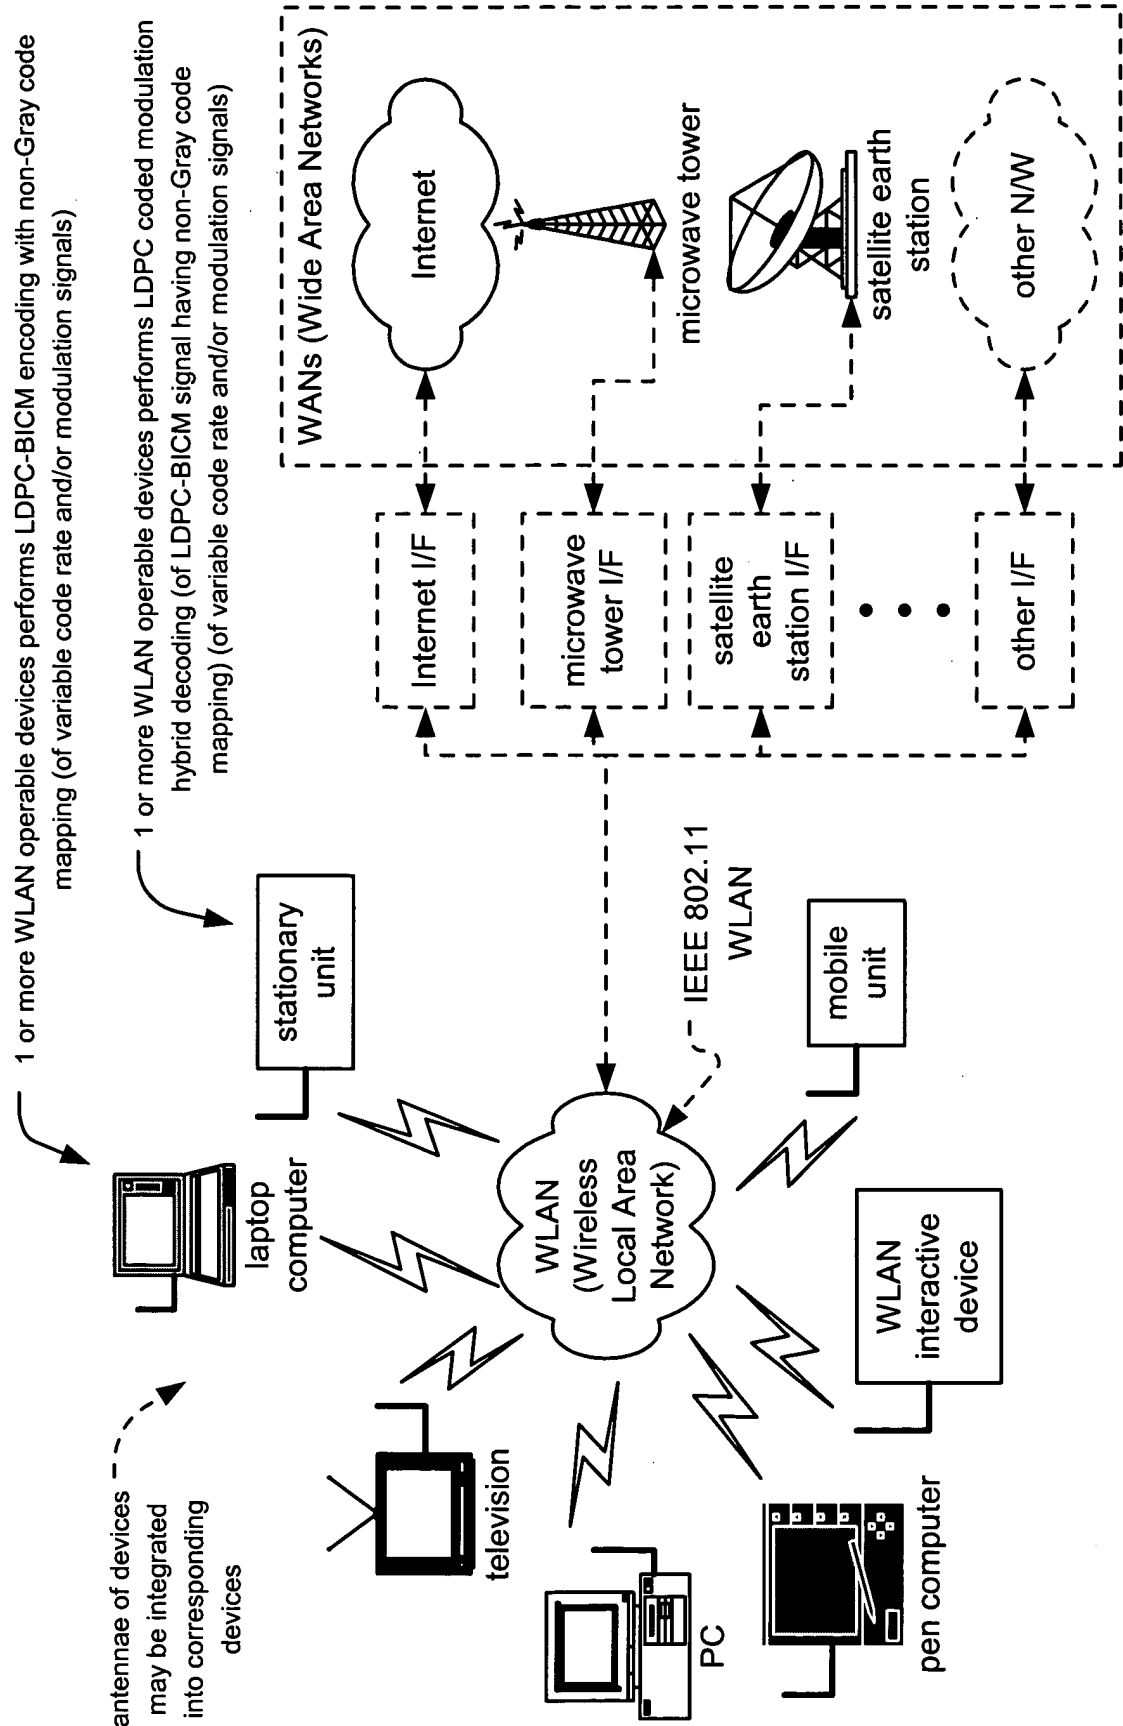 1 or more WLAN operable devices performs LDPC-BICM encoding with non-Gray code
mapping (of variable code rate and/or modulation signals)
1 or more WLAN operable devices performs LDPC coded modulation
hybrid decoding (of LDPC-BICM signal having non-Gray code
mapping) (of variable code rate and/or modulation signals)
antennae of devices
may be integrated
into corresponding
devices
laptop
computer
stationary
unit
television
PC
pen computer
WLAN
interactive
device
mobile
unit
WLAN
(Wireless
Local Area
Network)
IEEE 802.11
WLAN
Internet I/F
microwave
tower I/F
satellite
earth
station I/F
other I/F
WANs (Wide Area Networks)
Internet
microwave tower
satellite earth
station
other N/W